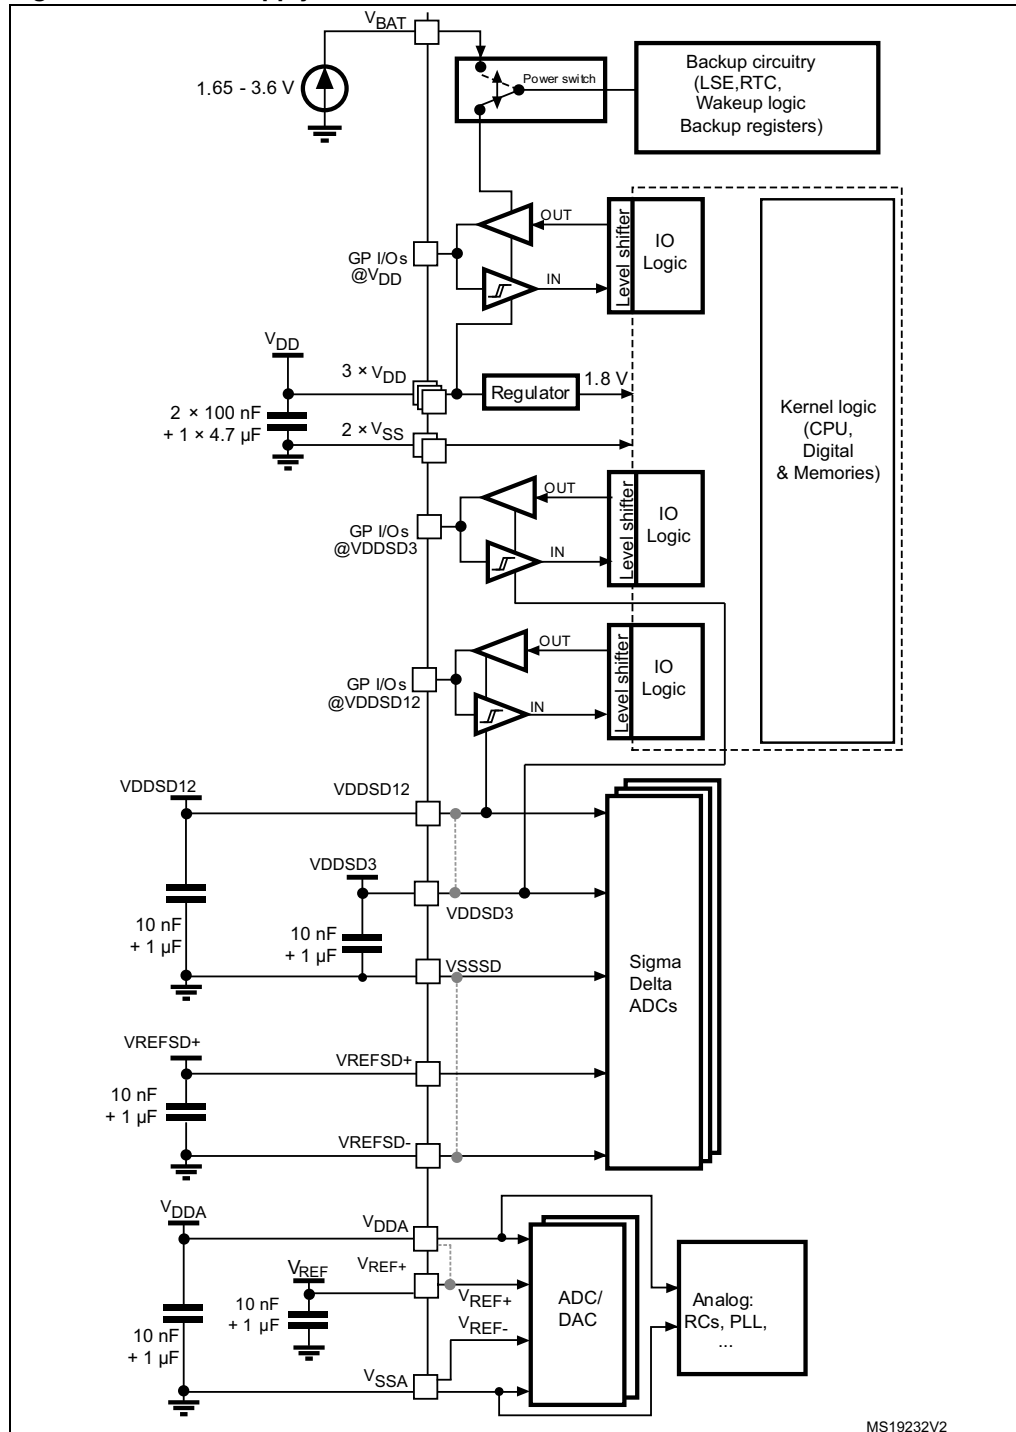 VBAT
1.65 - 3.6 V
Power switch
Backup circuitry
(LSE,RTC,
Wakeup logic
Backup registers)
GP I/Os
@VDD
OUT
IN
Level shifter
IO
Logic
VDD
3 × VDD
Regulator
1.8 V
2 × 100 nF
+ 1 × 4.7 µF
2 × VSS
Kernel logic
(CPU,
Digital
& Memories)
GP I/Os
@VDDSD3
OUT
IN
Level shifter
IO
Logic
GP I/Os
@VDDSD12
OUT
IN
Level shifter
IO
Logic
VDDSD12
VDDSD12
VDDSD3
VDDSD3
10 nF
+ 1 µF
10 nF
+ 1 µF
VSSSD
Sigma
Delta
ADCs
VREFSD+
VREFSD+
10 nF
+ 1 µF
VREFSD-
VDDA
VDDA
VREF+
VREF
10 nF
+ 1 µF
VREF+
VREF-
ADC/
DAC
Analog:
RCs, PLL,
...
10 nF
+ 1 µF
VSSA
MS19232V2